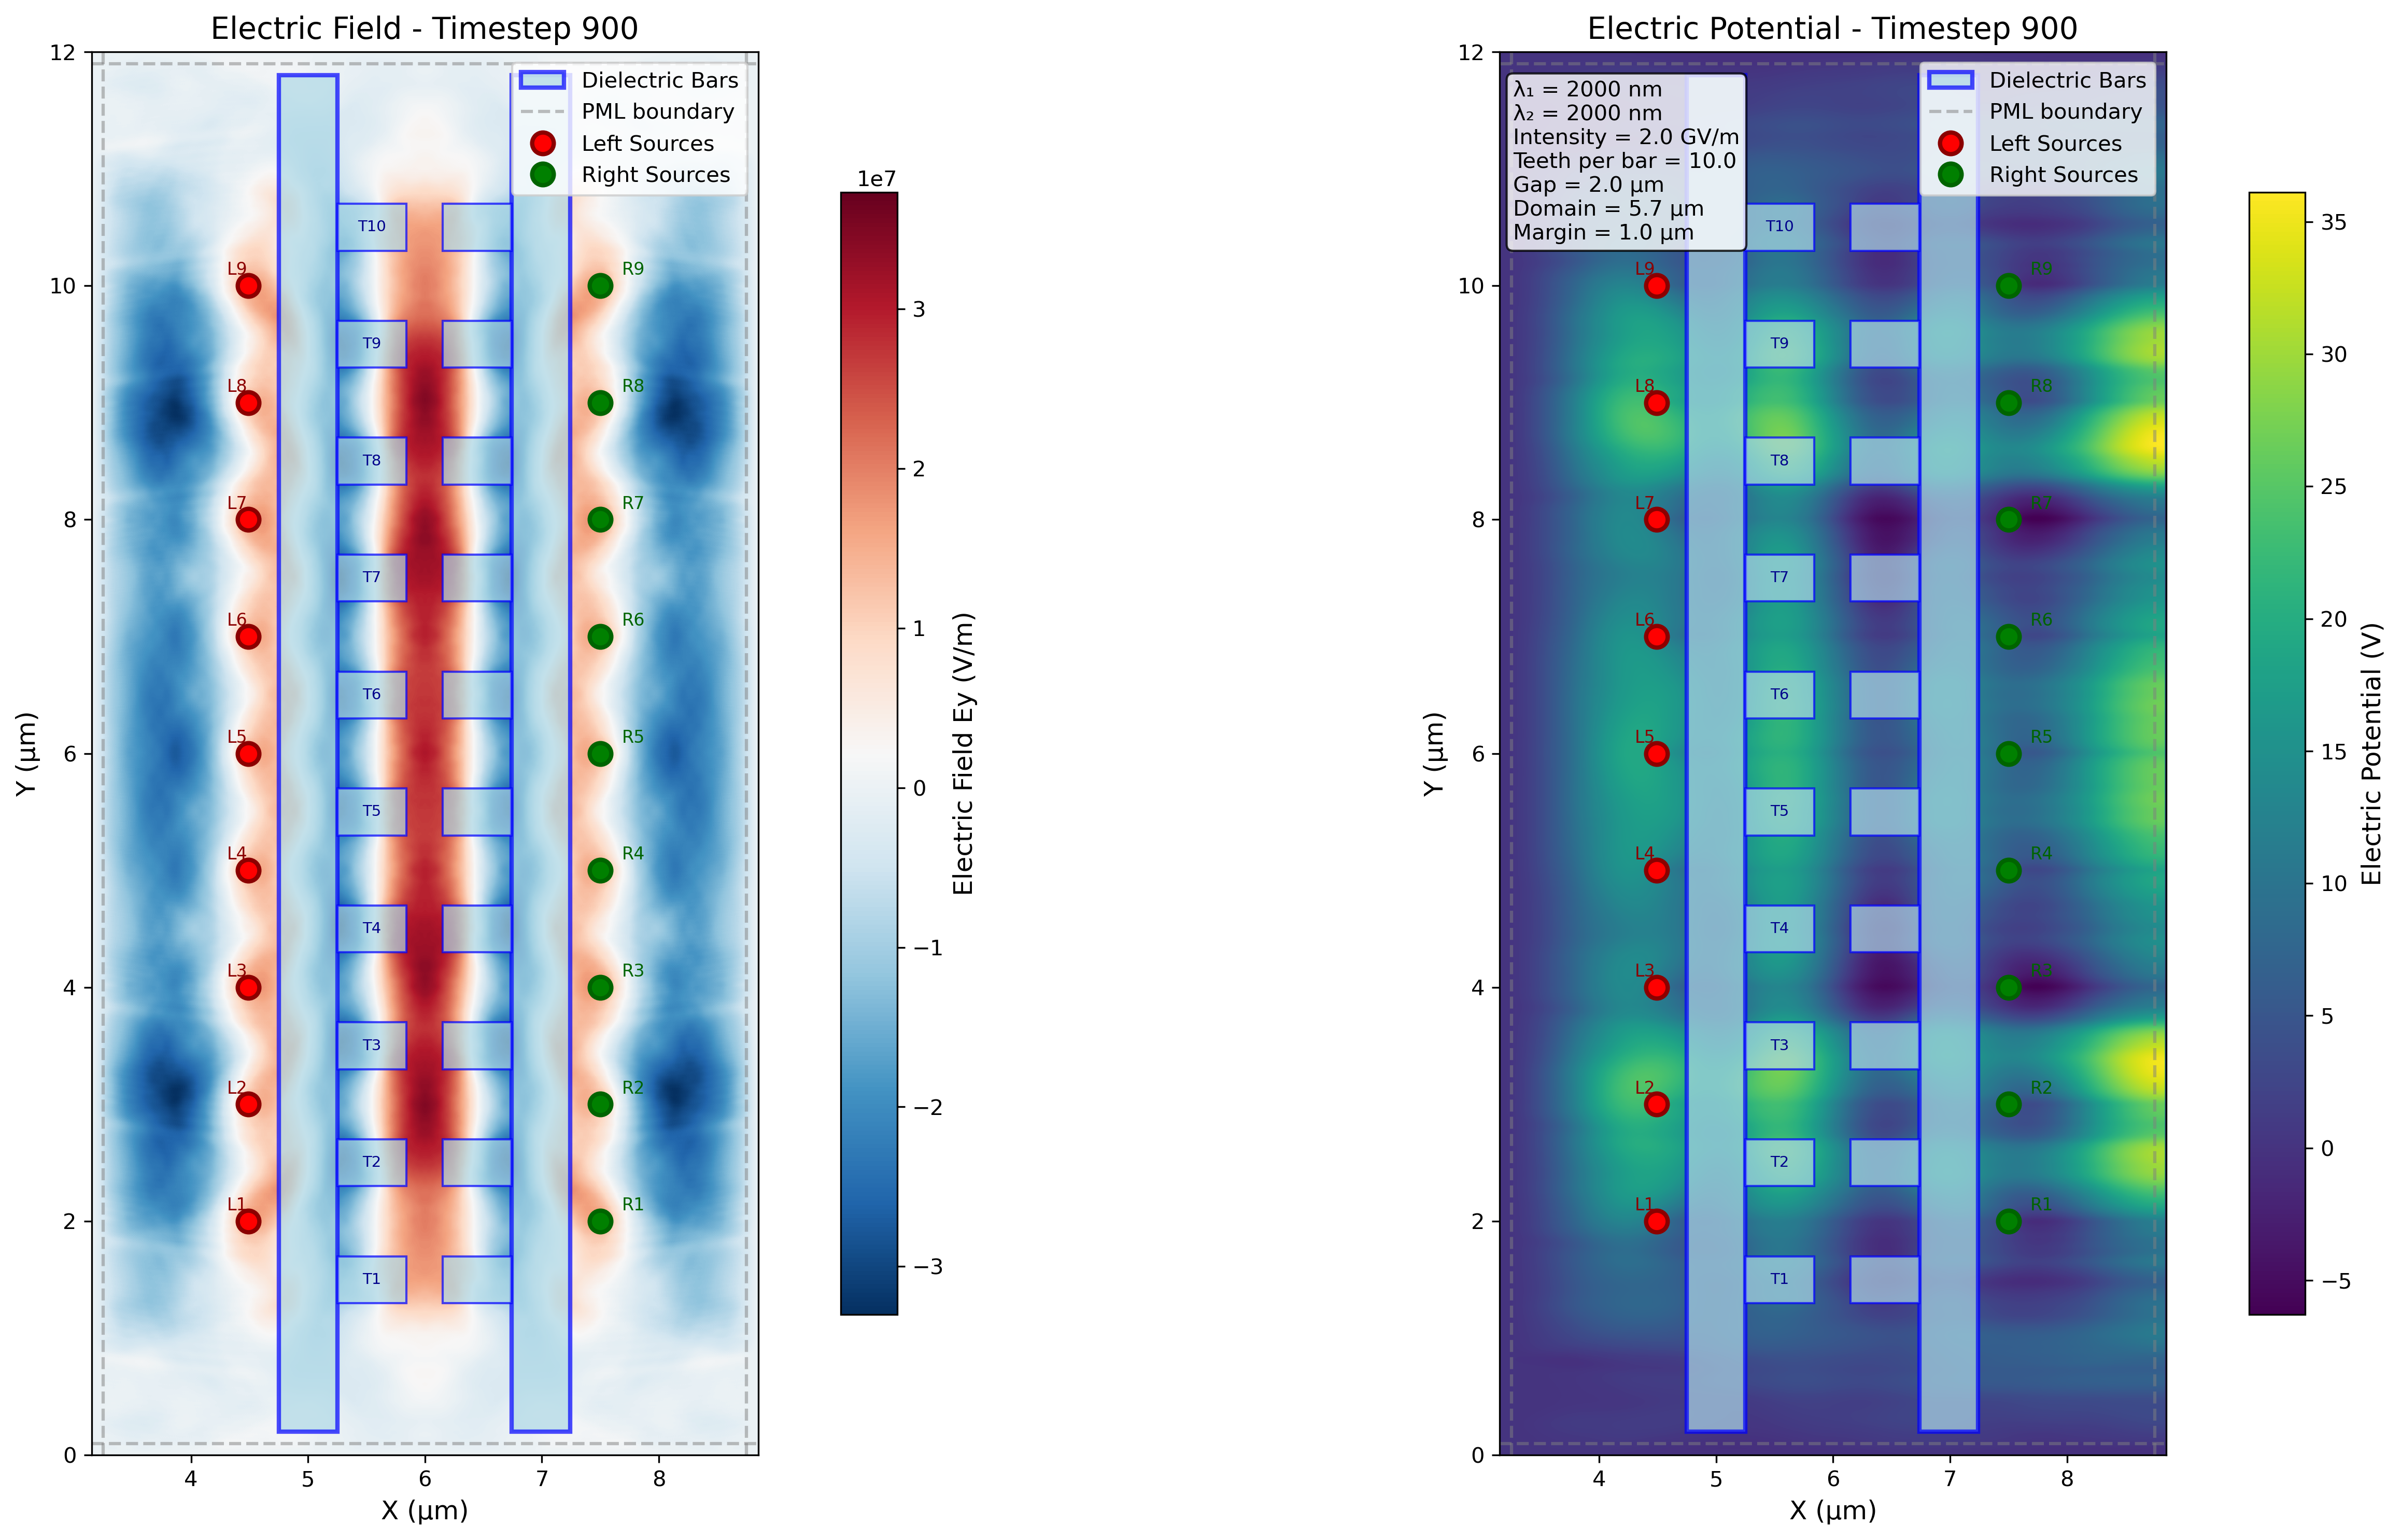 Electric Field - Timestep 900
12
10
8
6
4
2
0
Y (μm)
4
5
6
7
8
X (μm)
Dielectric Bars
PML boundary
Left Sources
Right Sources
T10
L9
R9
T9
L8
R8
T8
L7
R7
T7
L6
R6
T6
L5
R5
T5
L4
R4
T4
L3
R3
T3
L2
R2
T2
L1
R1
T1
1e7
3
2
1
0
−1
−2
−3
Electric Field Ey (V/m)
Electric Potential - Timestep 900
12
10
8
6
4
2
0
Y (μm)
4
5
6
7
8
X (μm)
λ₁ = 2000 nm
λ₂ = 2000 nm
Intensity = 2.0 GV/m
Teeth per bar = 10.0
Gap = 2.0 μm
Domain = 5.7 μm
Margin = 1.0 μm
Dielectric Bars
PML boundary
Left Sources
Right Sources
T10
L9
R9
T9
L8
R8
T8
L7
R7
T7
L6
R6
T6
L5
R5
T5
L4
R4
T4
L3
R3
T3
L2
R2
T2
L1
R1
T1
35
30
25
20
15
10
5
0
−5
Electric Potential (V)